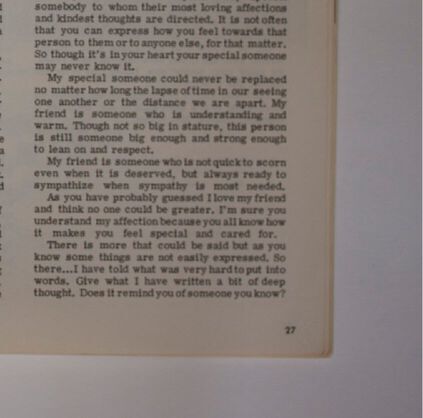 somebody to whom their most loving affections
and kindest thoughts are directed. It is not often
that you can express how you feel towards that
person to them or to anyone else, for that matter.
So though it's in your heart your special someone
may never know it.
My special someone could never be replaced
no matter how long the lapse of time in our seeing
one another or the distance we are apart. My
friend is someone who is understanding and
warm. Though not so big in stature, this person
is still someone big enough and strong enough
to lean on and respect.
My friend is someone who is not quick to scorn
even when it is deserved, but always ready to
sympathize when sympathy is most needed.
As you have probably guessed I love my friend
and think no one could be greater. I'm sure you
understand my affection because you all know how
it makes you feel special and cared for.
There is more that could be said but as you
know some things are not easily expressed. So
there...I have told what was very hard to put into
words. Give what I have written a bit of deep
thought. Does it remind you of someone you know?
27